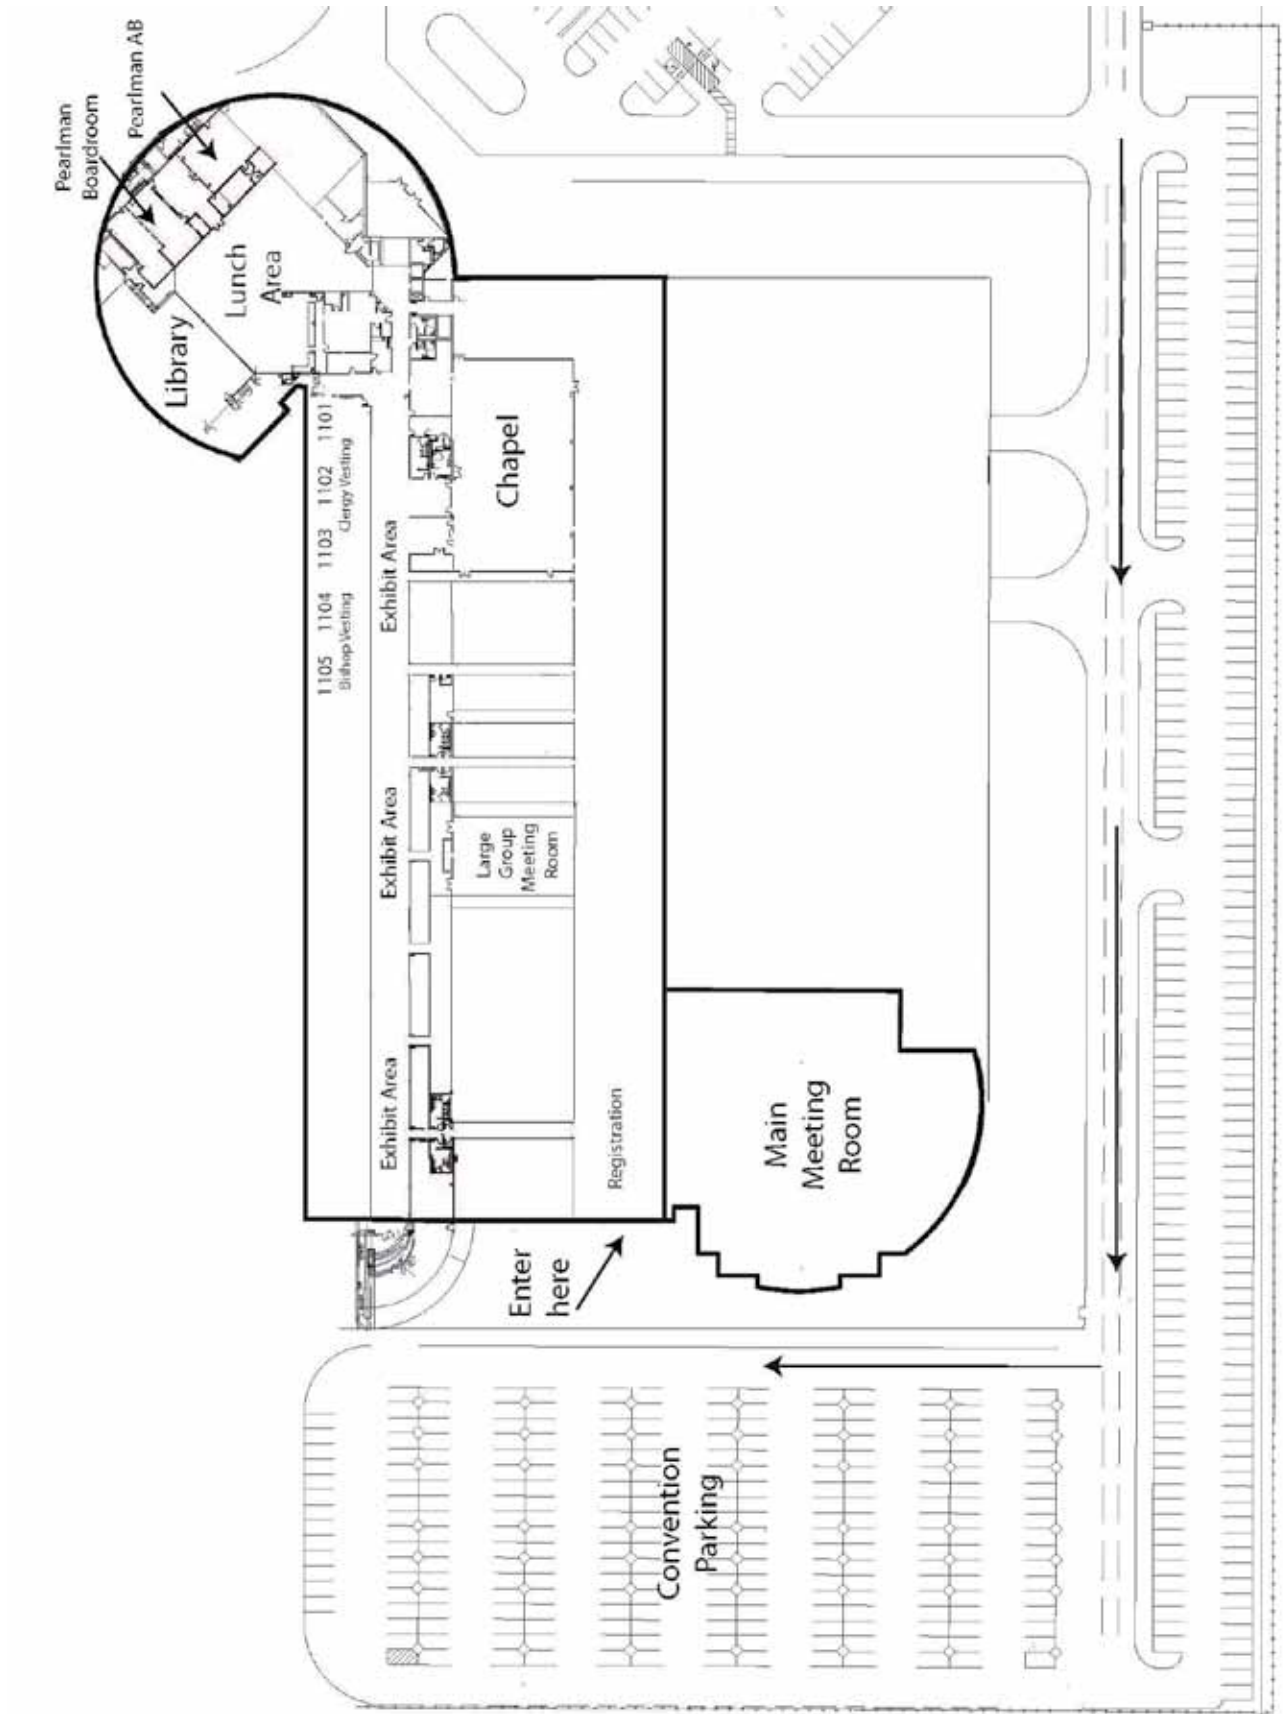 Pearlman
Boardroom
Pearlman AB
Lunch
Area
Library
1105
1104
1103
1102
1101
Bishop Vesting
Clergy Vesting
Exhibit Area
Exhibit Area
Exhibit Area
Chapel
Large
Group
Meeting
Room
Registration
Enter
here
Main
Meeting
Room
Convention
Parking